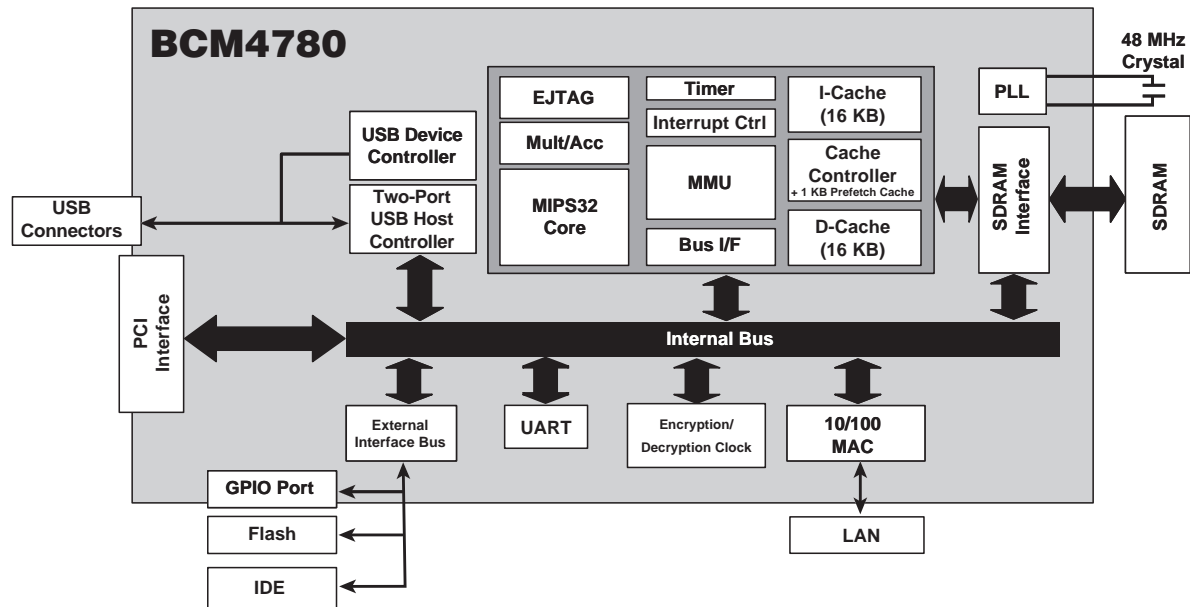 BCM4780
48 MHz
Crystal
PLL
EJTAG
Timer
I-Cache
(16 KB)
USB Device
Controller
Mult/Acc
Interrupt Ctrl
Two-Port
USB Host
Controller
MIPS32
Core
MMU
Cache
Controller
+ 1 KB Prefetch Cache
Bus I/F
D-Cache
(16 KB)
SDRAM
Interface
SDRAM
USB
Connectors
PCI
Interface
Internal Bus
External
Interface Bus
UART
Encryption/
Decryption Clock
10/100
MAC
GPIO Port
Flash
IDE
LAN